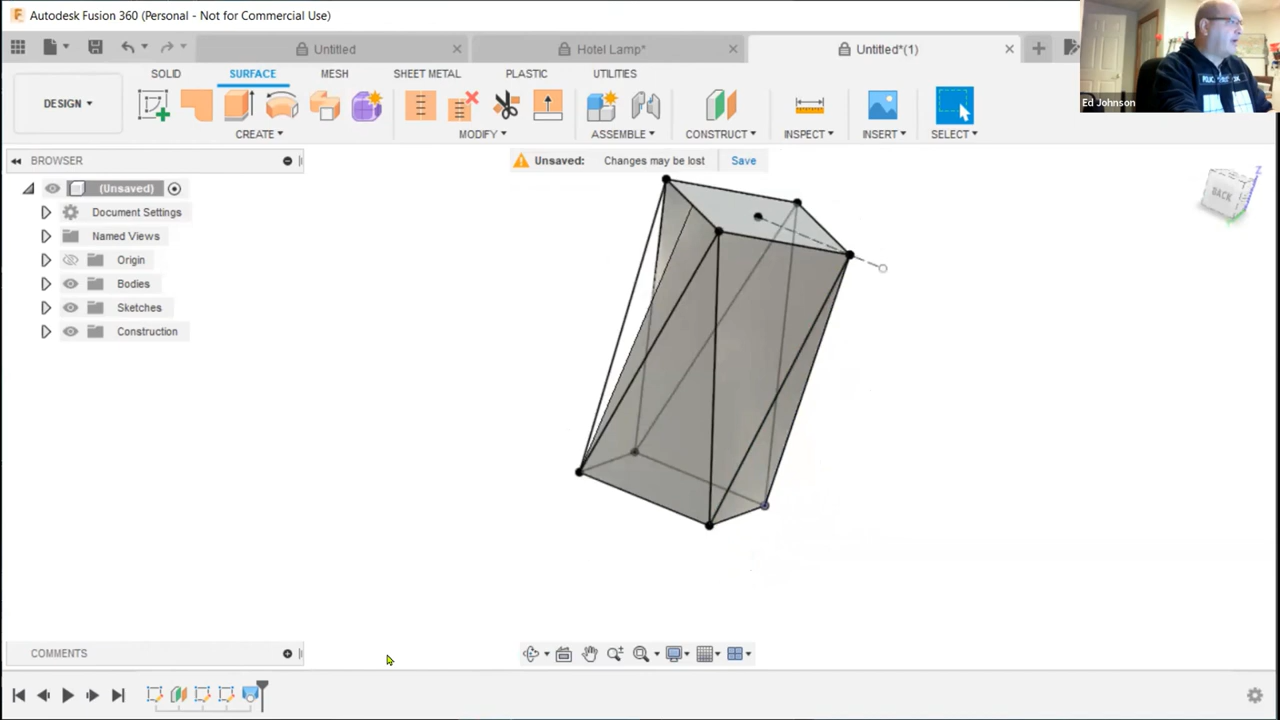 Autodesk Fusion 360 (Personal - Not for Commercial Use)
Untitled
Hotel Lamp*
Untitled*(1)
SOLID
SURFACE
MESH
SHEET METAL
PLASTIC
UTILITIES
Ed Johnson
DESIGN
CREATE
MODIFY
ASSEMBLE
CONSTRUCT
INSPECT
INSERT
SELECT
BROWSER
Unsaved: Changes may be lost Save
(Unsaved)
Document Settings
Named Views
Origin
Bodies
Sketches
Construction
BACK
Z
COMMENTS